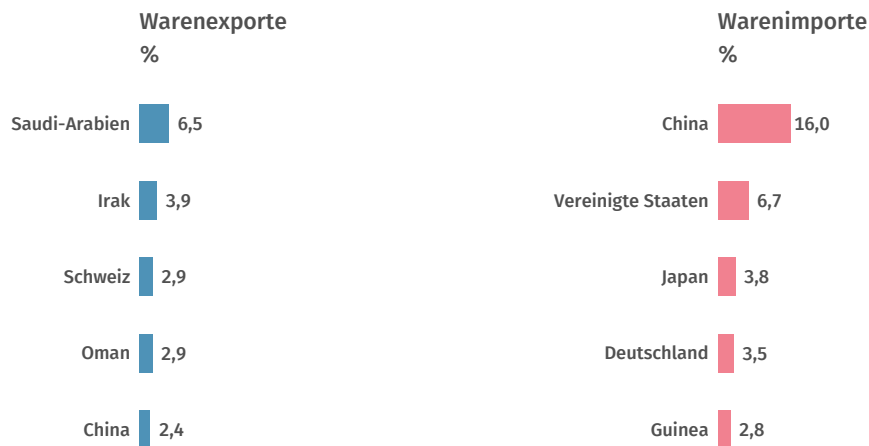 Warenexporte
%
Saudi-Arabien 6,5
Irak 3,9
Schweiz 2,9
Oman 2,9
China 2,4
Warenimporte
%
China 16,0
Vereinigte Staaten 6,7
Japan 3,8
Deutschland 3,5
Guinea 2,8